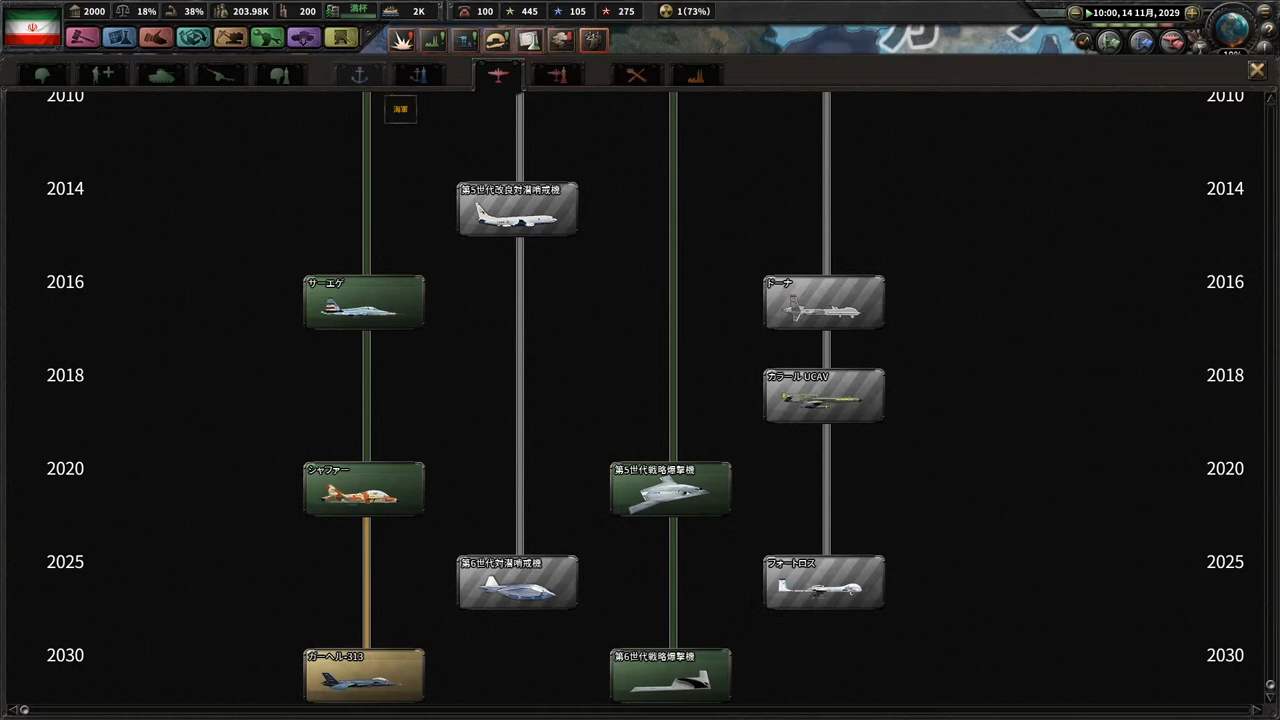 2000 18% 38% 203.98K 200 満杯 2K 100 445 105 275 1(73%) 10:00, 14 11月, 2029
2010 海軍 2010
2014 第5世代改良対潜哨戒機 2014
2016 サーエゲ ドーナ 2016
2018 カラール UCAV 2018
2020 シャファー 第5世代戦略爆撃機 2020
2025 第6世代対潜哨戒機 フォートロス 2025
2030 ガーヘル-313 第6世代戦略爆撃機 2030